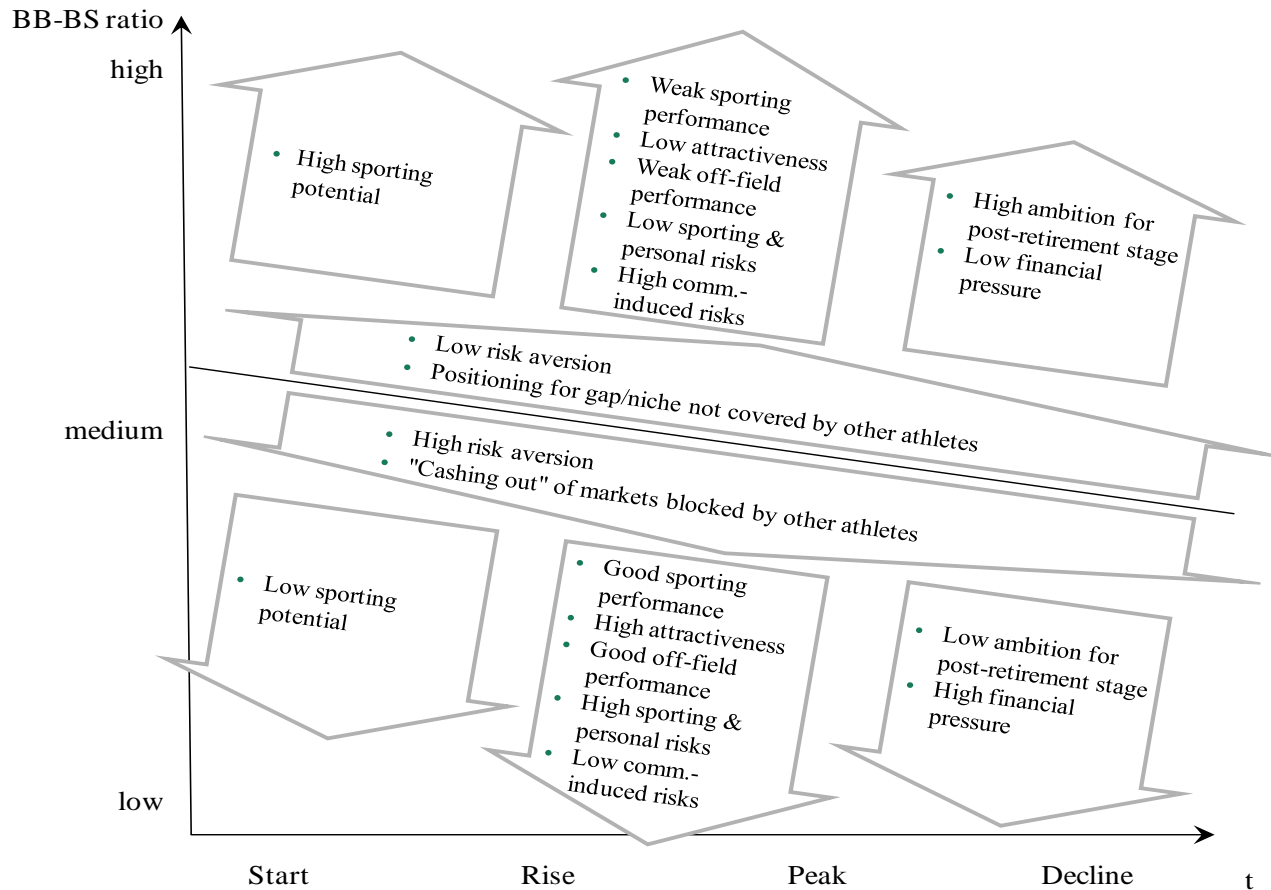 BB-BS ratio
high
• High sporting
potential
• Weak sporting
performance
• Low attractiveness
• Weak off-field
performance
• Low sporting &
personal risks
• High comm.-
induced risks
• High ambition for
post-retirement stage
• Low financial
pressure
• Low risk aversion
• Positioning for gap/niche not covered by other athletes
medium
• High risk aversion
• "Cashing out" of markets blocked by other athletes
• Low sporting
potential
• Good sporting
performance
• High attractiveness
• Good off-field
performance
• High sporting &
personal risks
• Low comm.-
induced risks
• Low ambition for
post-retirement stage
• High financial
pressure
low
Start Rise Peak Decline t